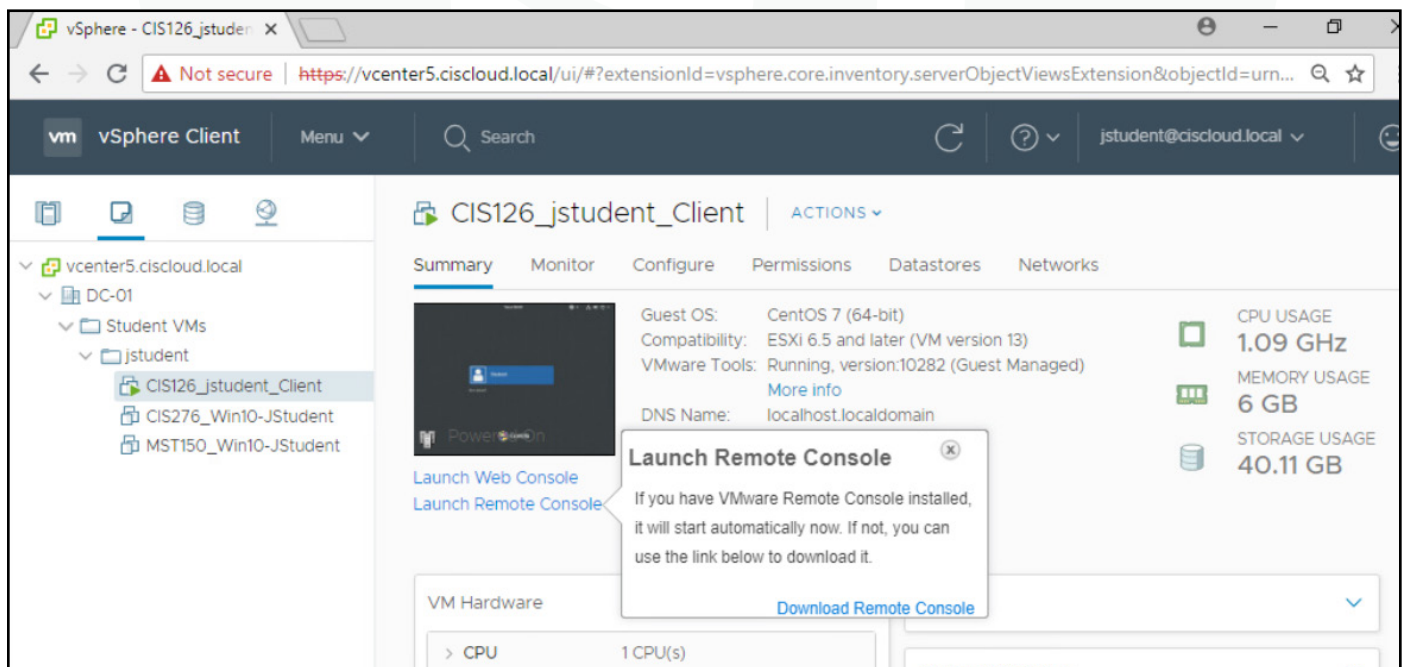 vSphere - CIS126_jstuden
Not secure | https://vcenter5.ciscloud.local/ui/#?extensionId=vsphere.core.inventory.serverObjectViewsExtension&objectId=urn...
vm vSphere Client Menu Search jstudent@ciscloud.local
CIS126_jstudent_Client ACTIONS
vcenter5.ciscloud.local
DC-01
Student VMs
jstudent
CIS126_jstudent_Client
CIS276_Win10-JStudent
MST150_Win10-JStudent
Summary Monitor Configure Permissions Datastores Networks
Powered On
Guest OS: CentOS 7 (64-bit)
Compatibility: ESXi 6.5 and later (VM version 13)
VMware Tools: Running, version:10282 (Guest Managed)
More info
DNS Name: localhost.localdomain
CPU USAGE
1.09 GHz
MEMORY USAGE
6 GB
STORAGE USAGE
40.11 GB
Launch Web Console
Launch Remote Console
Launch Remote Console
If you have VMware Remote Console installed,
it will start automatically now. If not, you can
use the link below to download it.
Download Remote Console
VM Hardware
CPU 1 CPU(s)